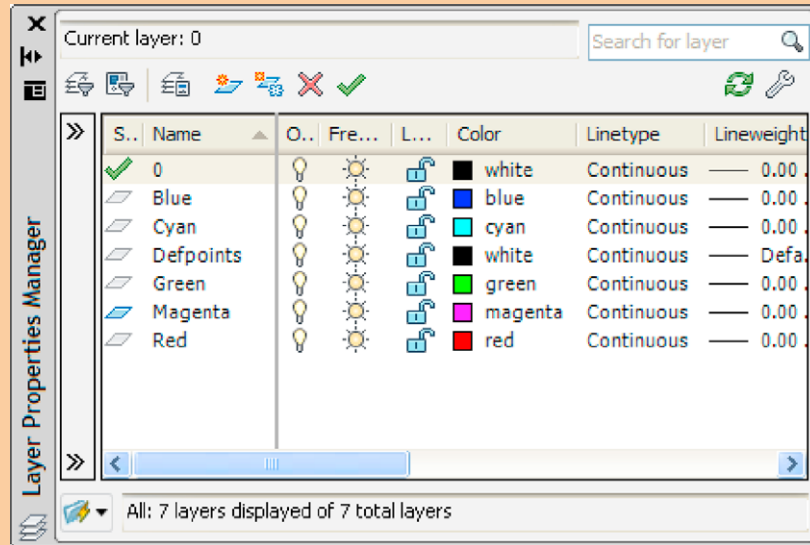 Current layer: 0
Search for layer
S.. Name O.. Fre... L... Color Linetype Lineweight
0 white Continuous 0.00 .
Blue blue Continuous 0.00 .
Cyan cyan Continuous 0.00 .
Defpoints white Continuous Defa.
Green green Continuous 0.00 .
Magenta magenta Continuous 0.00 .
Red red Continuous 0.00 .
All: 7 layers displayed of 7 total layers
Layer Properties Manager